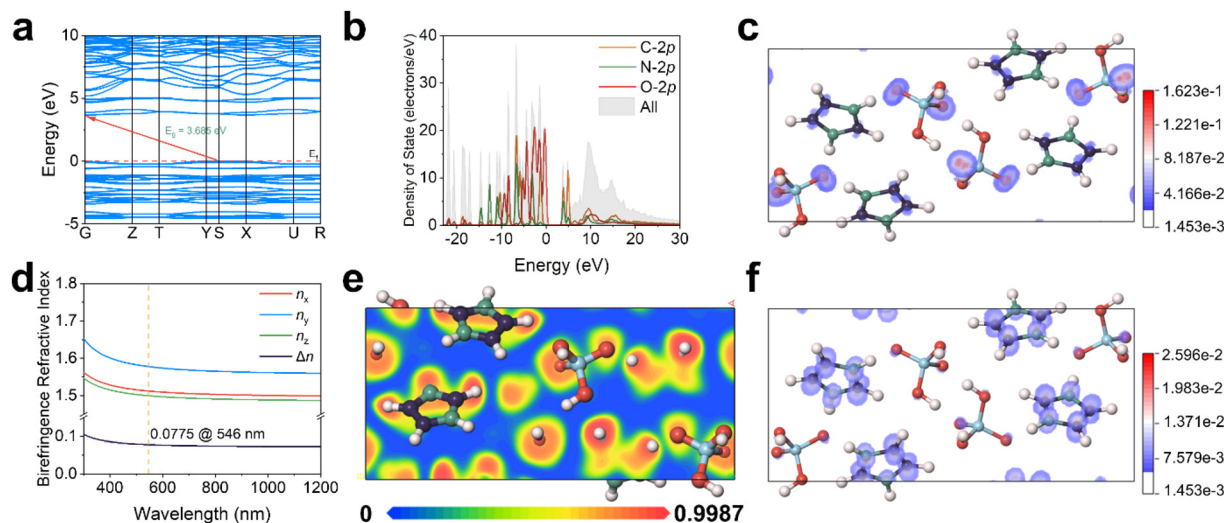 a
10
5
0
-5
Energy (eV)
E_g = 3.685 eV
E_f
G Z T Y S X U R
b
40
30
20
10
0
Density of State (electrons/eV)
C-2p
N-2p
O-2p
All
-20 -10 0 10 20 30
Energy (eV)
c
1.623e-1
1.221e-1
8.187e-2
4.166e-2
1.453e-3
d
1.8
1.7
1.6
1.5
0.1
0.0
Birefringence Refractive Index
n_x
n_y
n_z
Δn
0.0775 @ 546 nm
400 600 800 1000 1200
Wavelength (nm)
e
A
0 0.9987
f
2.596e-2
1.983e-2
1.371e-2
7.579e-3
1.453e-3